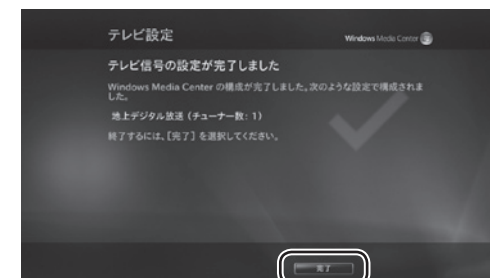 テレビ設定
Windows Media Center
テレビ信号の設定が完了しました
Windows Media Center の構成が完了しました。次のような設定で構成されま
した。
地上デジタル放送 (チューナー数: 1)
終了するには、[完了] を選択してください。
完了